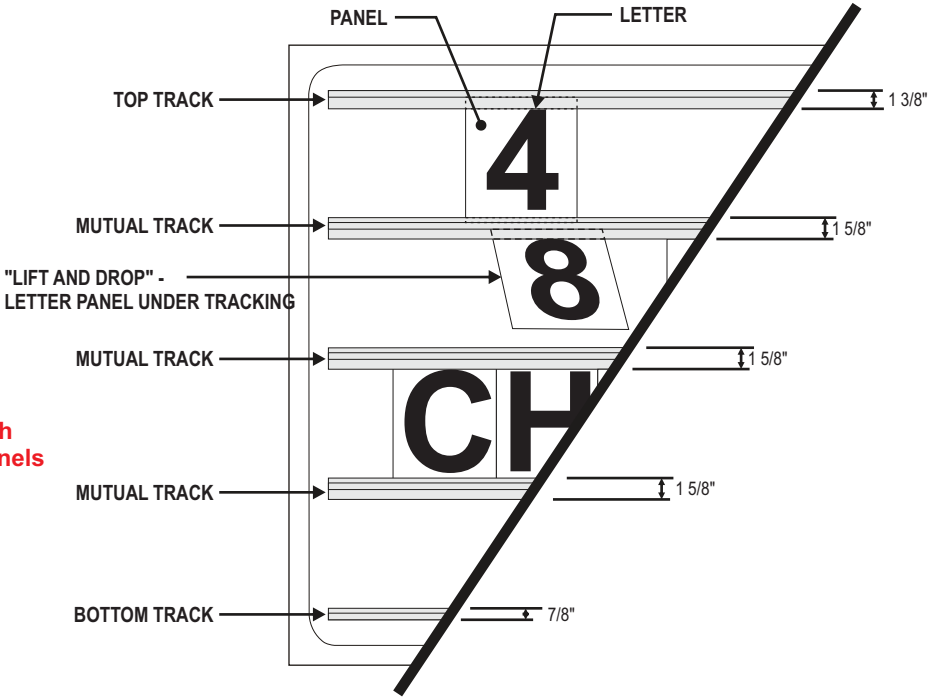 PANEL
LETTER
TOP TRACK
1 3/8"
4
MUTUAL TRACK
1 5/8"
"LIFT AND DROP" -
LETTER PANEL UNDER TRACKING
8
MUTUAL TRACK
1 5/8"
CH
MUTUAL TRACK
1 5/8"
BOTTOM TRACK
7/8"